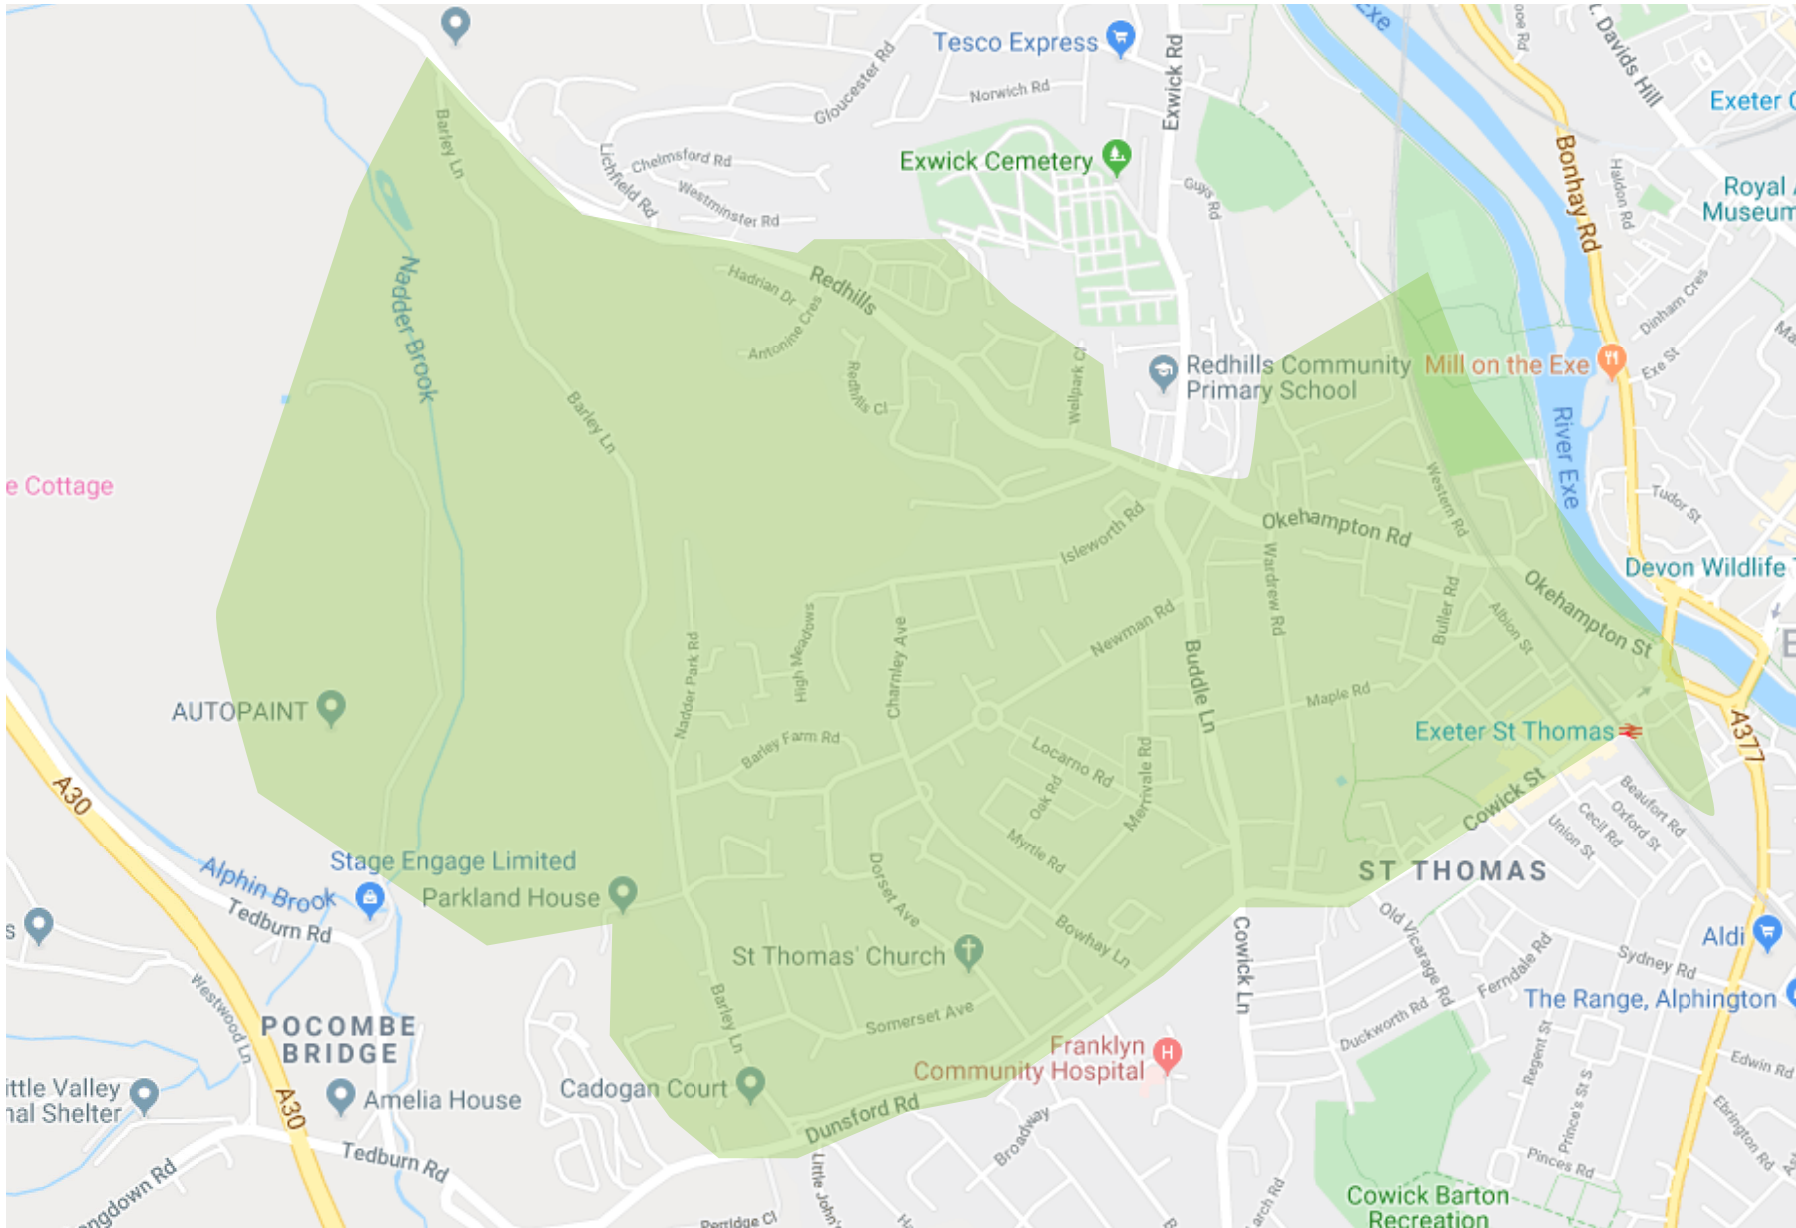 Exe
Tesco Express
Gloucester Rd
Norwich Rd
Exwick Rd
St. Davids Hill
Exeter C
Bonhay Rd
Barley Ln
Lichfield Rd
Chelmsford Rd
Westminster Rd
Exwick Cemetery
Guys Rd
Haldon Rd
Royal A
Museum
Nadder Brook
Hadrian Dr
Redhills
Antonine Cres
Redhills Cl
Wellpark Cl
Redhills Community
Primary School
Mill on the Exe
Dinham Cres
Exe St
River Exe
Barley Ln
e Cottage
Western Rd
Tudor St
Isleworth Rd
Okehampton Rd
Wardrew Rd
Devon Wildlife T
Okehampton St
Buller Rd
Albion St
High Meadows
Charnley Ave
Newman Rd
Nadder Park Rd
Buddle Ln
Maple Rd
AUTOPAINT
Barley Farm Rd
Locarno Rd
Oak Rd
Merrivale Rd
Exeter St Thomas
A377
A30
Cowick St
Beaufort Rd
Oxford St
Cecil Rd
Union St
Myrtle Rd
Dorset Ave
Stage Engage Limited
Alphin Brook
Parkland House
ST THOMAS
Tedburn Rd
Bowhay Ln
Cowick Ln
Old Vicarage Rd
Ferndale Rd
Sydney Rd
Aldi
St Thomas' Church
Westwood Ln
The Range, Alphington
POCOMBE
BRIDGE
Barley Ln
Somerset Ave
Duckworth Rd
Franklyn
Community Hospital
Regent St
Prince's St S
Edwin Rd
ittle Valley
nal Shelter
A30
Amelia House
Cadogan Court
Dunsford Rd
Broadway
Ebrington Rd
Tedburn Rd
ngdown Rd
Little John's
Pinces Rd
Perridge Cl
arch Rd
Cowick Barton
Recreation